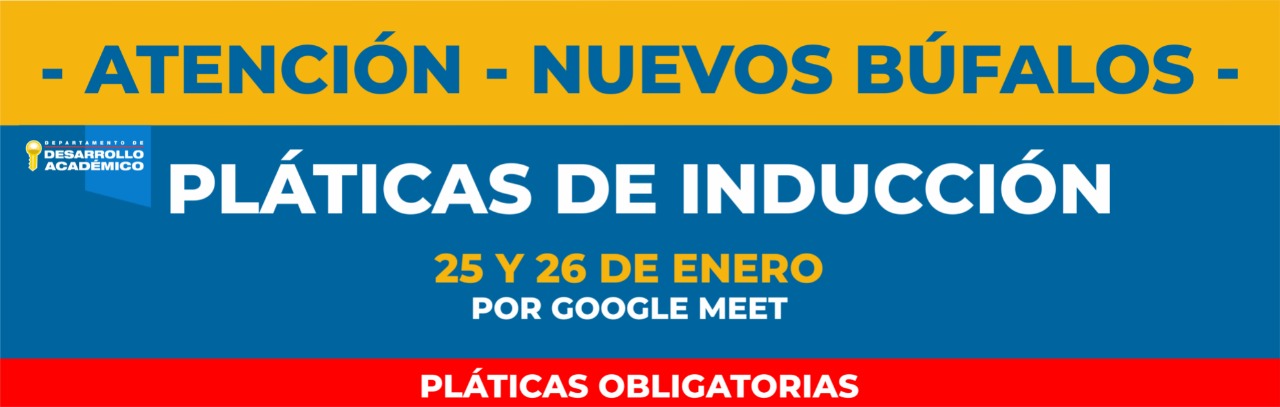 - ATENCIÓN - NUEVOS BÚFALOS -
DEPARTAMENTO DE
DESARROLLO
ACADÉMICO
PLÁTICAS DE INDUCCIÓN
25 Y 26 DE ENERO
POR GOOGLE MEET
PLÁTICAS OBLIGATORIAS